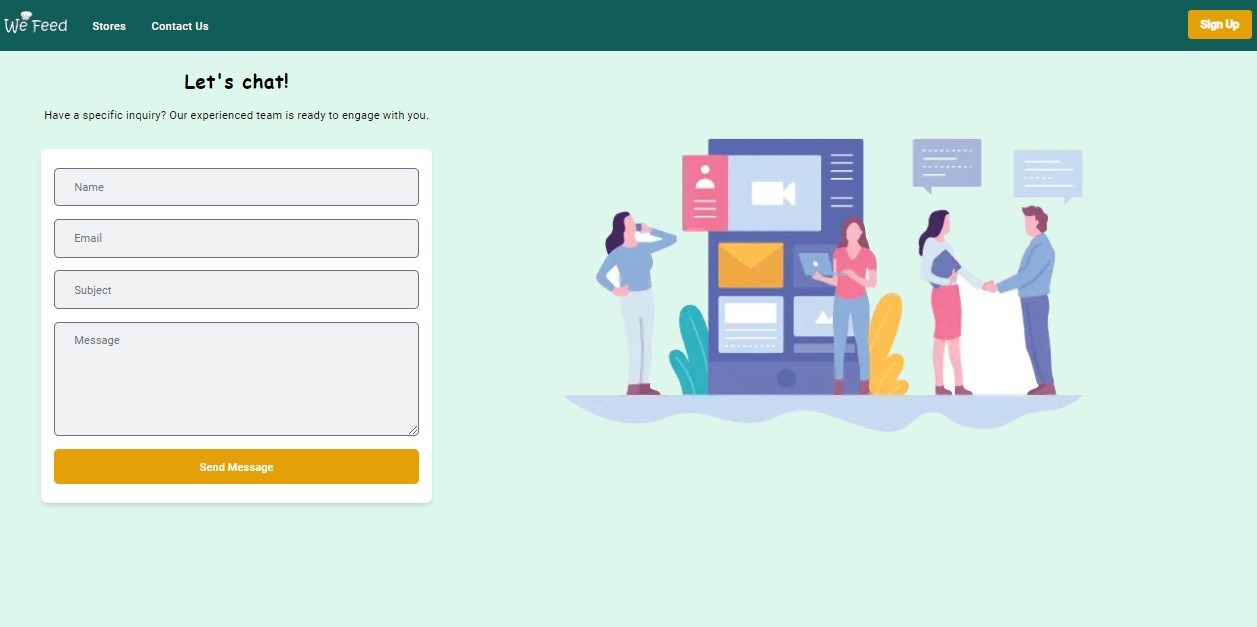 We Feed
Stores
Contact Us
Sign Up
Let's chat!
Have a specific inquiry? Our experienced team is ready to engage with you.
Name
Email
Subject
Message
Send Message